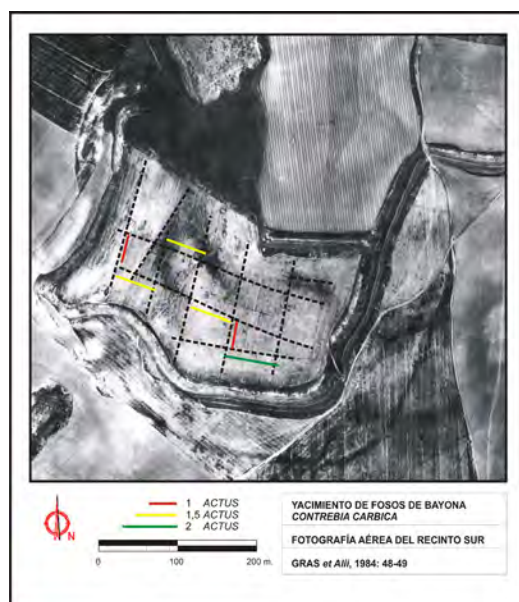 1 ACTUS
1,5 ACTUS
2 ACTUS
N
0 100 200 m.
YACIMIENTO DE FOSOS DE BAYONA
CONTREBIA CARBICA
FOTOGRAFÍA AÉREA DEL RECINTO SUR
GRAS et Alii, 1984: 48-49